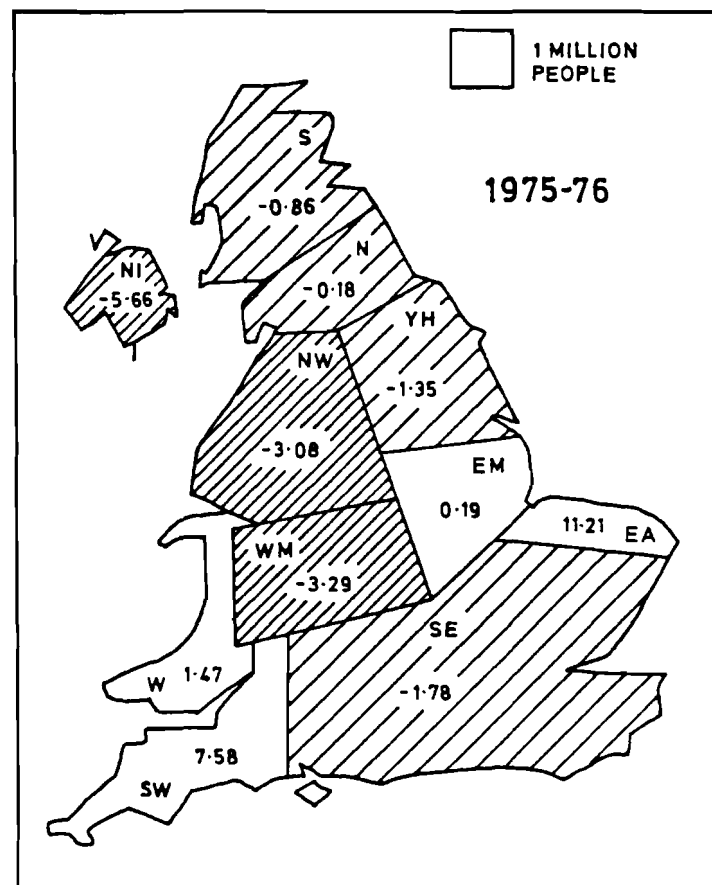 1 MILLION
PEOPLE
1975-76
S
-0·86
N
-0·18
NI
-5·66
YH
-1·35
NW
-3·08
EM
0·19
11·21 EA
WM
-3·29
SE
-1·78
W 1·47
7·58
SW